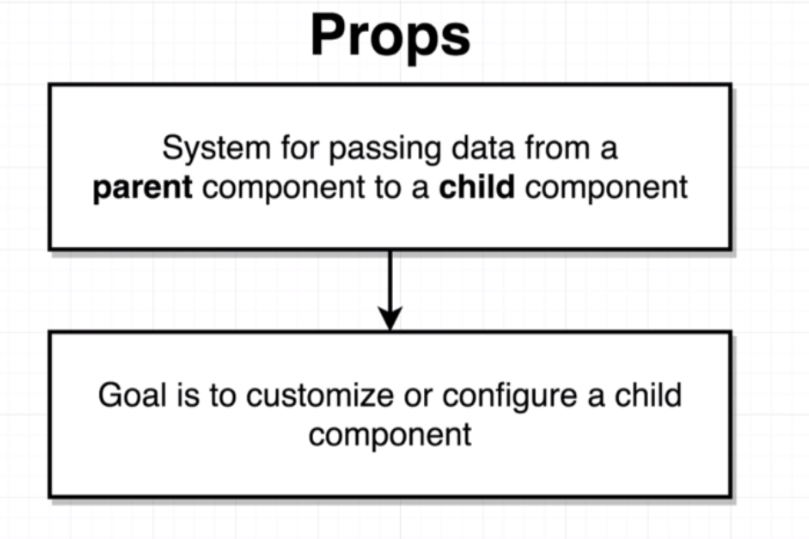 Props
System for passing data from a
parent component to a child component
Goal is to customize or configure a child
component